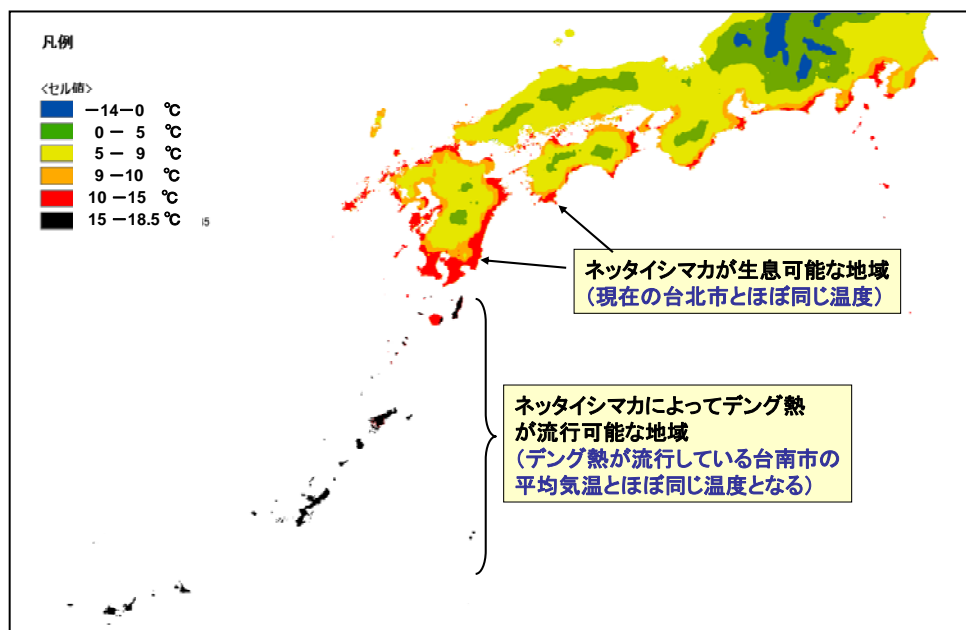 凡例
<セル値>
－14－0 ℃
0－ 5 ℃
5－ 9 ℃
9－10 ℃
10－15 ℃
15－18.5℃
ネッタイシマカが生息可能な地域
（現在の台北市とほぼ同じ温度）
ネッタイシマカによってデング熱
が流行可能な地域
（デング熱が流行している台南市の
平均気温とほぼ同じ温度となる）